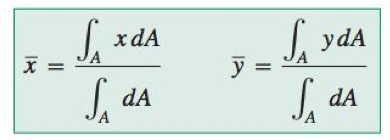 x̄ = ∫_A x dA / ∫_A dA    ȳ = ∫_A y dA / ∫_A dA